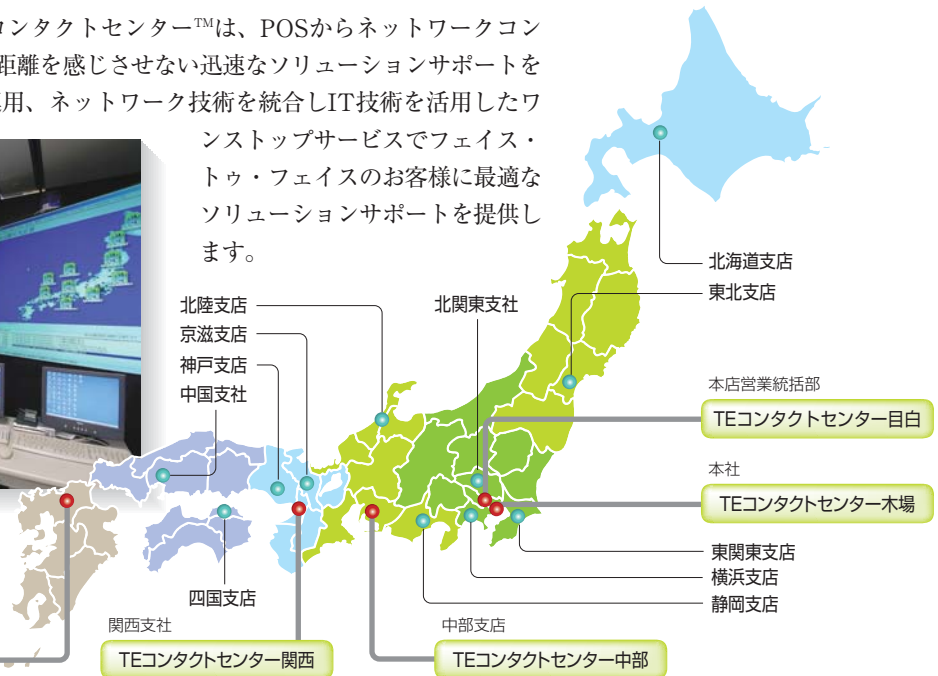 コンタクトセンター™は、POSからネットワークコン
距離を感じさせない迅速なソリューションサポートを
用、ネットワーク技術を統合しIT技術を活用したワ
ンストップサービスでフェイス・
トゥ・フェイスのお客様に最適な
ソリューションサポートを提供し
ます。
北海道支店
東北支店
北陸支店
京滋支店
神戸支店
中国支社
北関東支社
本店営業統括部
TEコンタクトセンター目白
本社
TEコンタクトセンター木場
東関東支店
横浜支店
静岡支店
四国支店
関西支社
TEコンタクトセンター関西
中部支店
TEコンタクトセンター中部